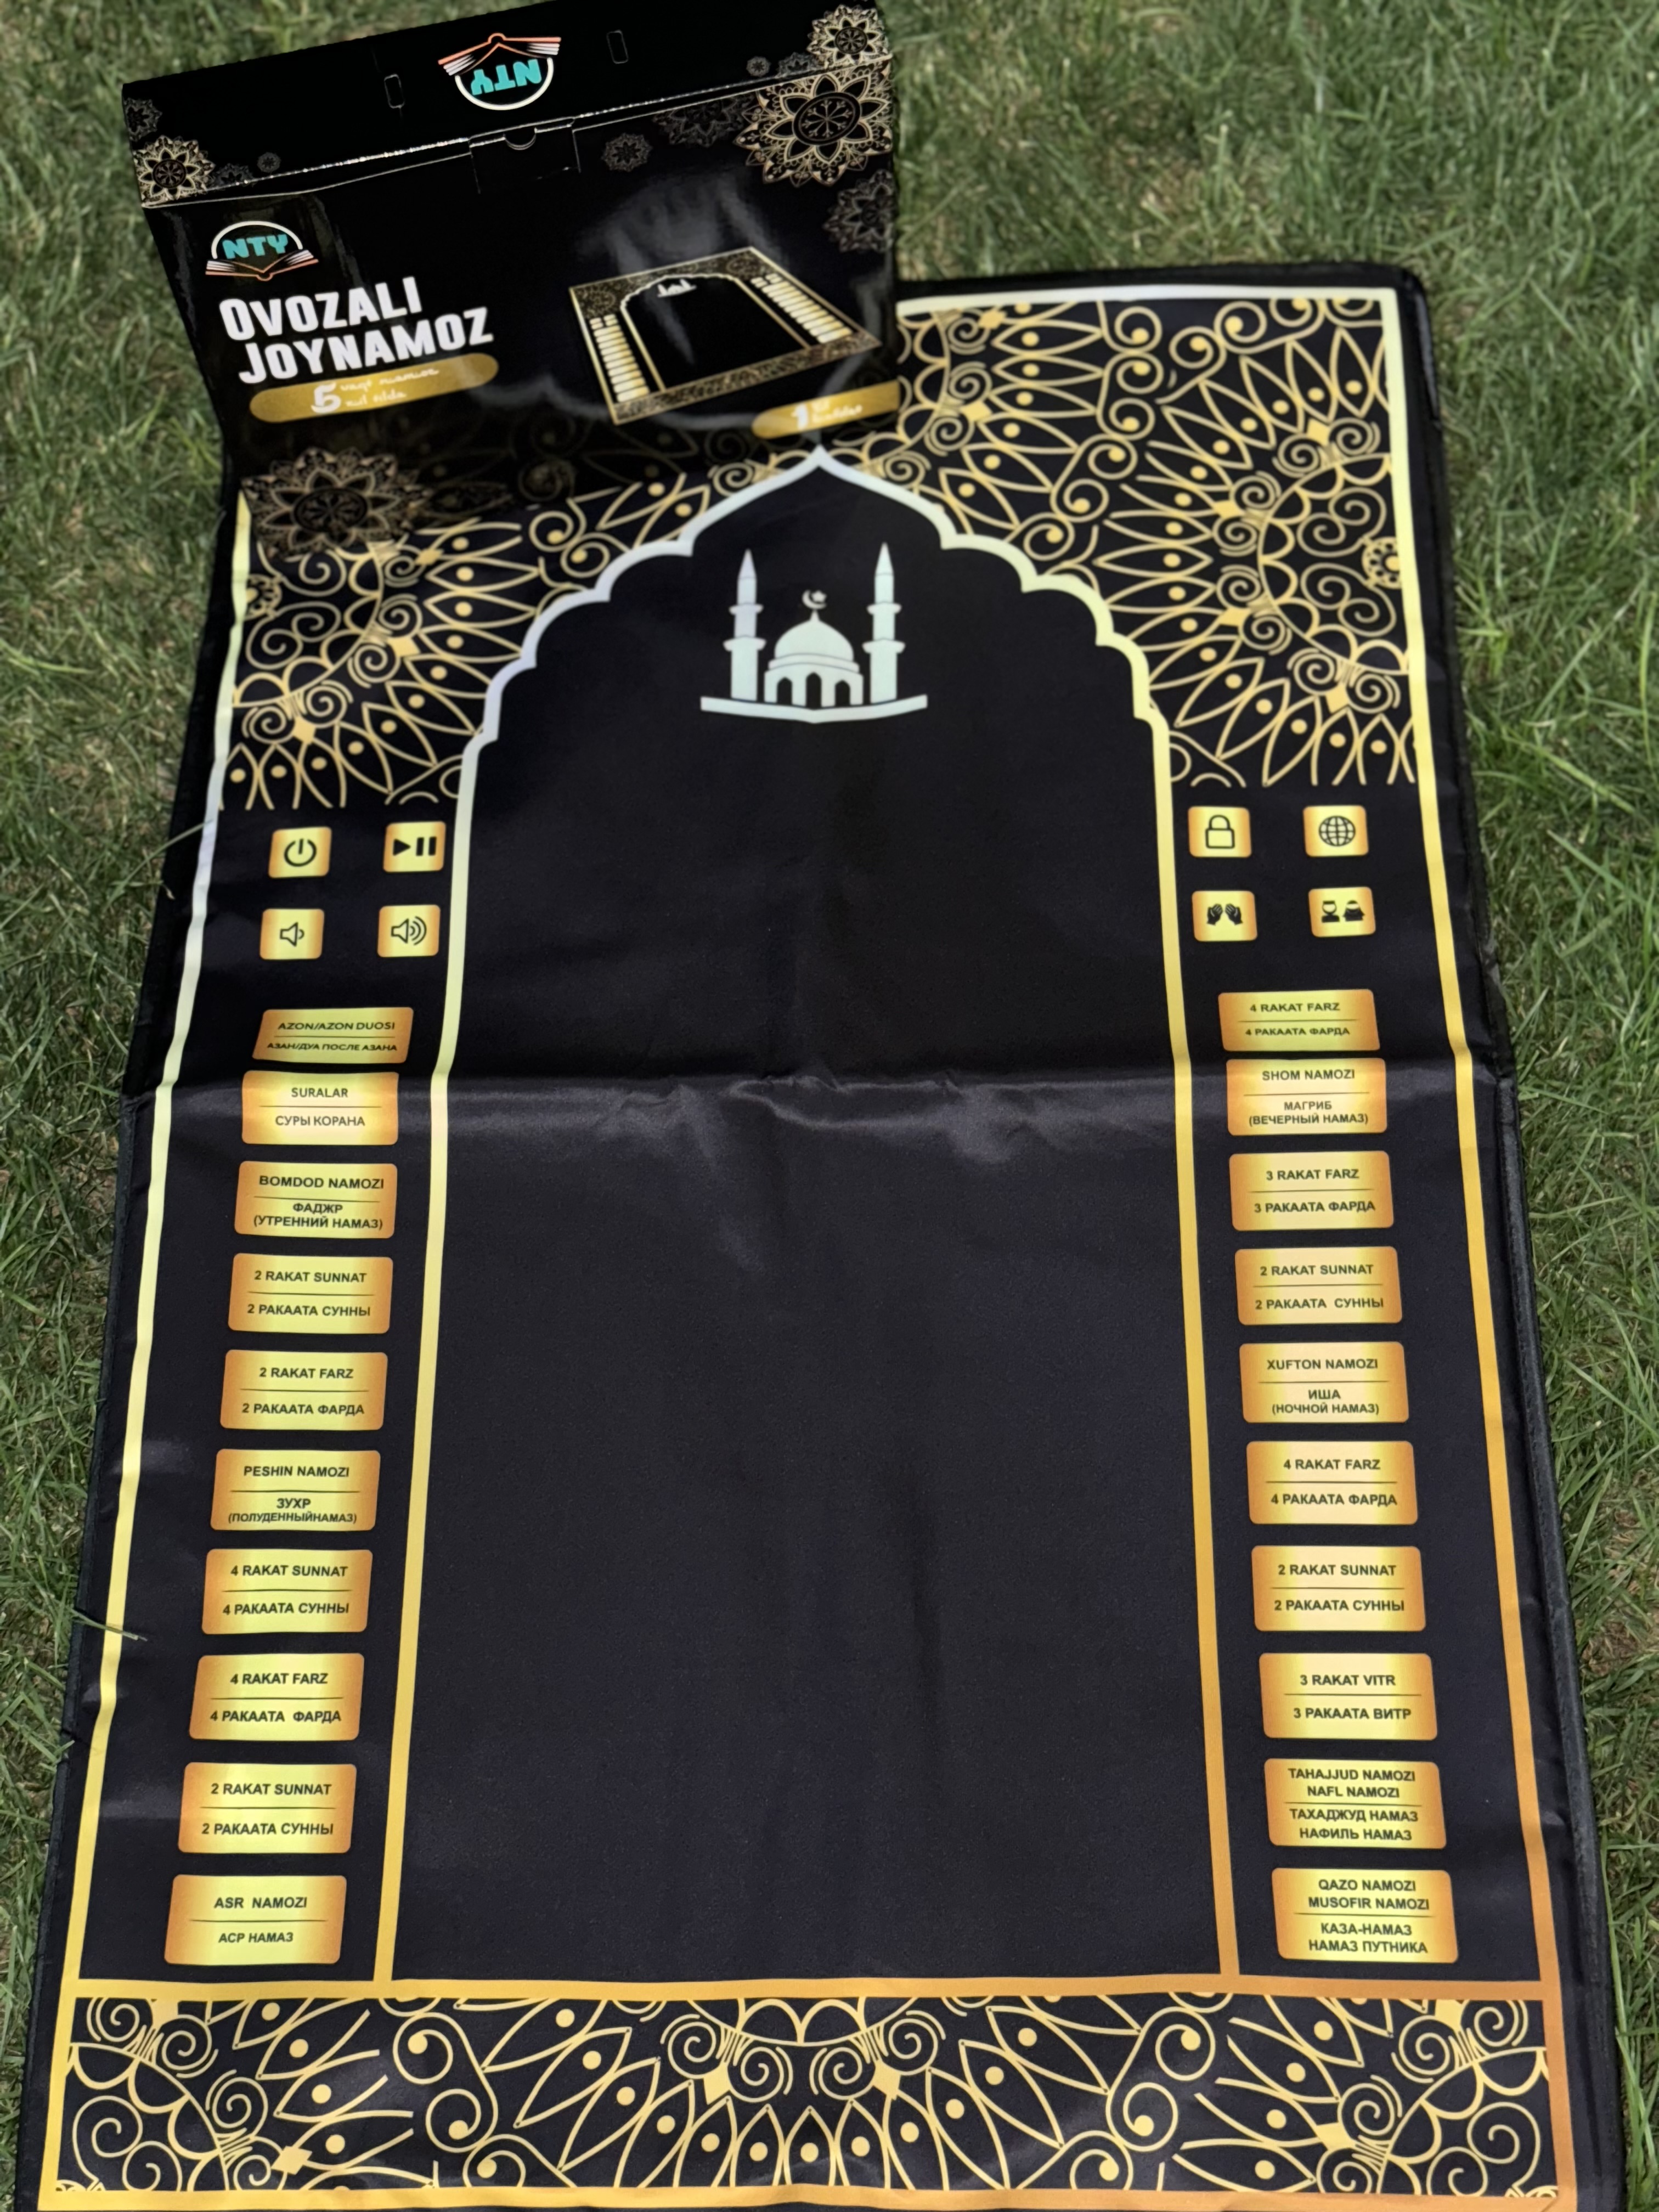 NTY
NTY
OVOZALI
JOYNAMOZ
5 vaqt namoz
AZON/AZON DUOSI
АЗАН/ДУА ПОСЛЕ АЗАНА
SURALAR
СУРЫ КОРАНА
BOMDOD NAMOZI
ФАДЖР
(УТРЕННИЙ НАМАЗ)
2 RAKAT SUNNAT
2 РАКААТА СУННЫ
2 RAKAT FARZ
2 РАКААТА ФАРДА
PESHIN NAMOZI
ЗУХР
(ПОЛУДЕННЫЙНАМАЗ)
4 RAKAT SUNNAT
4 РАКААТА СУННЫ
4 RAKAT FARZ
4 РАКААТА ФАРДА
2 RAKAT SUNNAT
2 РАКААТА СУННЫ
ASR NAMOZI
АСР НАМАЗ
4 RAKAT FARZ
4 РАКААТА ФАРДА
SHOM NAMOZI
МАГРИБ
(ВЕЧЕРНЫЙ НАМАЗ)
3 RAKAT FARZ
3 РАКААТА ФАРДА
2 RAKAT SUNNAT
2 РАКААТА СУННЫ
XUFTON NAMOZI
ИША
(НОЧНОЙ НАМАЗ)
4 RAKAT FARZ
4 РАКААТА ФАРДА
2 RAKAT SUNNAT
2 РАКААТА СУННЫ
3 RAKAT VITR
3 РАКААТА ВИТР
TAHAJJUD NAMOZI
NAFL NAMOZI
ТАХАДЖУД НАМАЗ
НАФИЛЬ НАМАЗ
QAZO NAMOZI
MUSOFIR NAMOZI
КАЗА-НАМАЗ
НАМАЗ ПУТНИКА